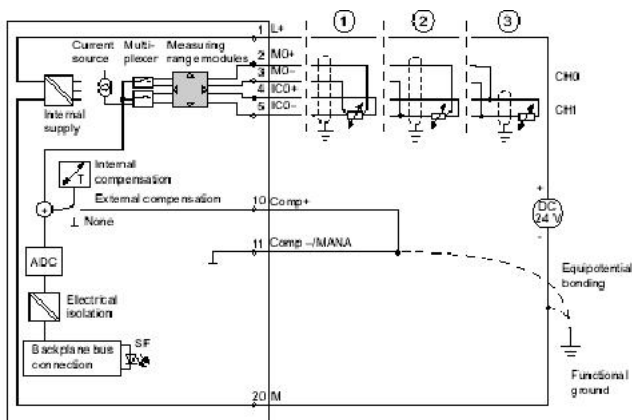 1 L+
① ② ③
Current source
Multi-plexer
Measuring range modules
2 M0+
3 M0-
4 IC0+
5 IC0-
CH0
CH1
Internal supply
Internal compensation
T
External compensation
10 Comp+
None
+
DC 24 V
-
11 Comp -/MANA
ADC
Equipotential bonding
Electrical isolation
Backplane bus connection
SF
Functional ground
20 M